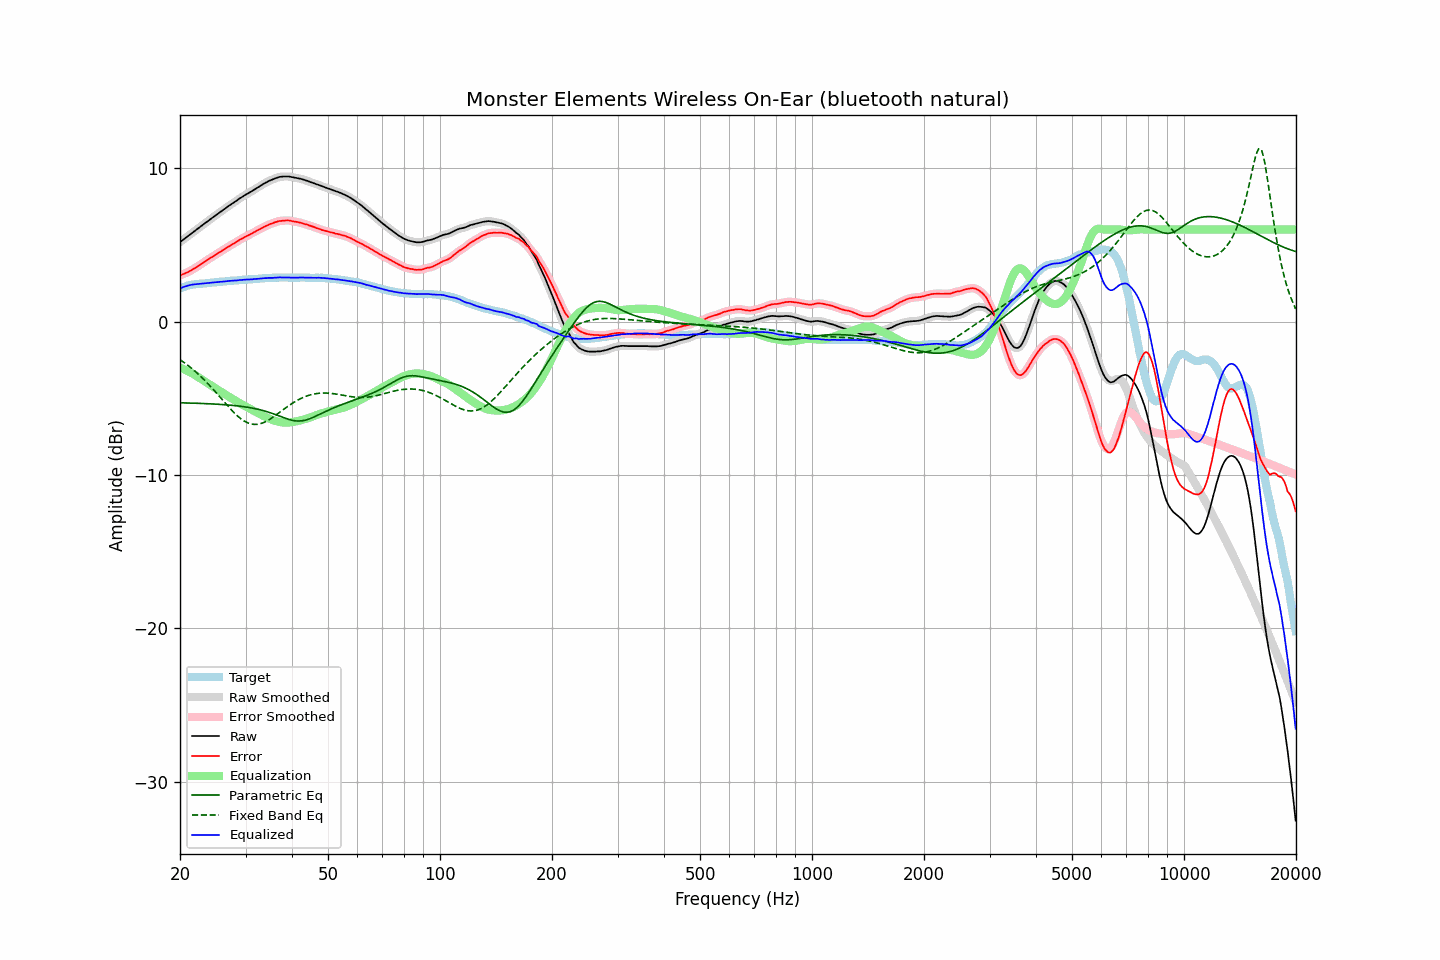 Monster Elements Wireless On-Ear (bluetooth natural)
10
0
−10
−20
−30
Amplitude (dBr)
Target
Raw Smoothed
Error Smoothed
Raw
Error
Equalization
Parametric Eq
Fixed Band Eq
Equalized
20 50 100 200 500 1000 2000 5000 10000 20000
Frequency (Hz)